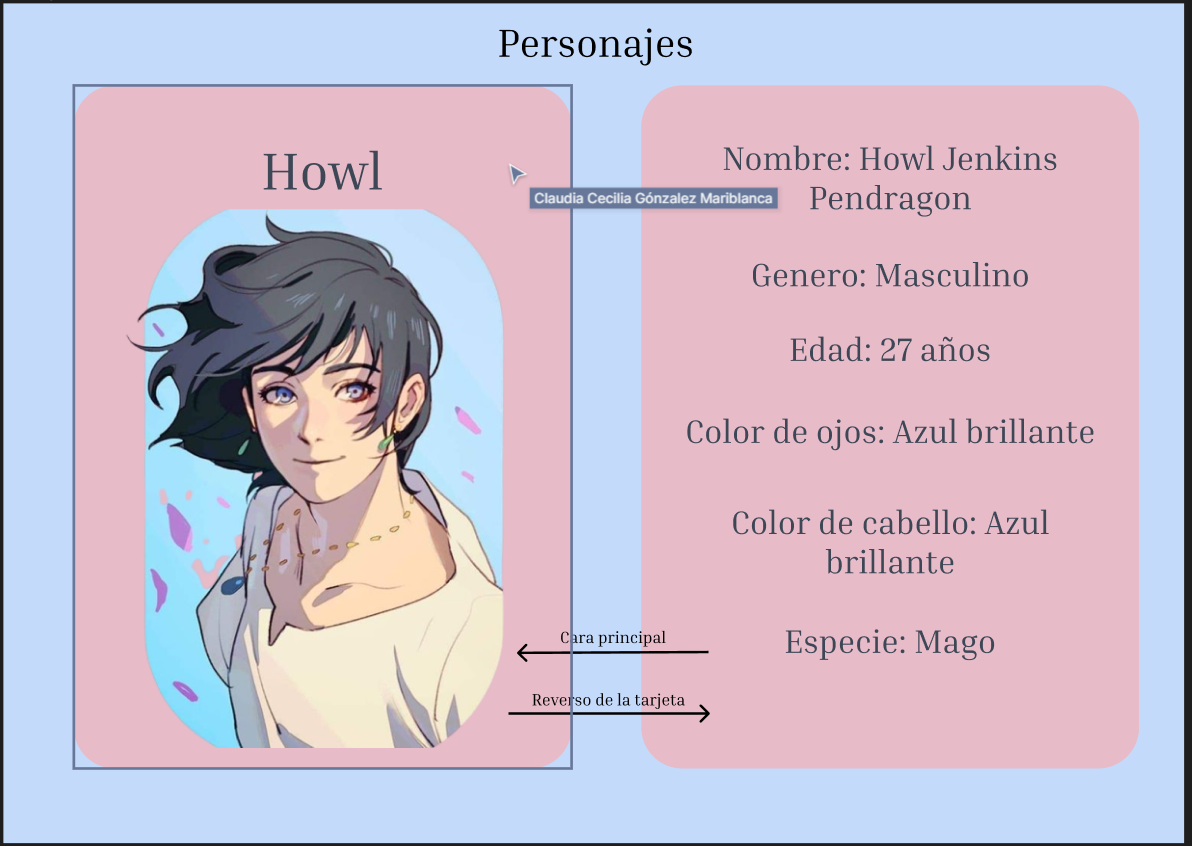 Personajes
Howl
Claudia Cecilia Gónzalez Mariblanca
Nombre: Howl Jenkins
Pendragon
Genero: Masculino
Edad: 27 años
Color de ojos: Azul brillante
Color de cabello: Azul
brillante
Especie: Mago
Cara principal
Reverso de la tarjeta